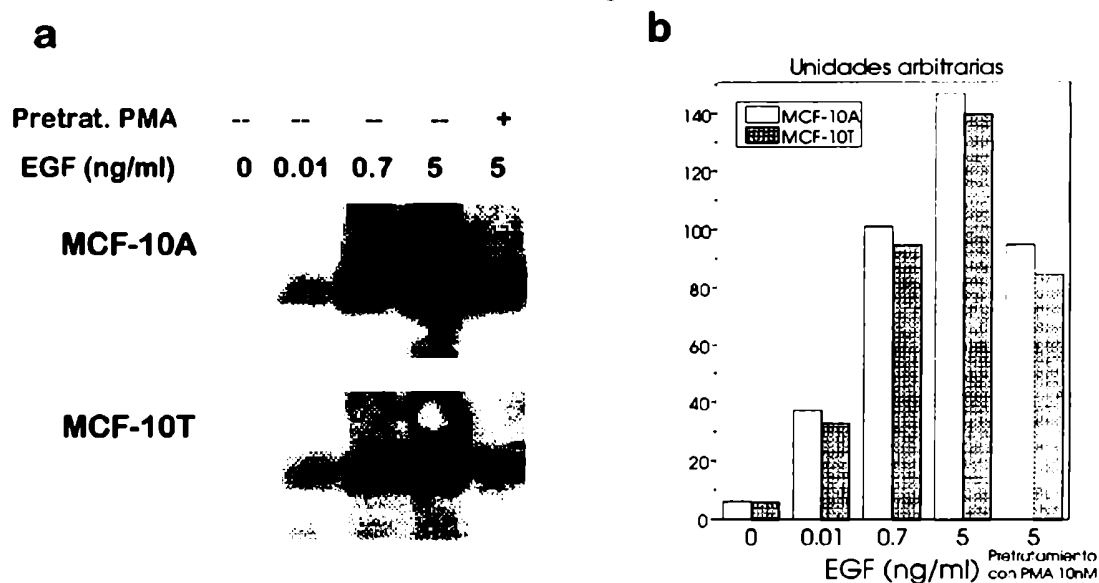 a
Pretrat. PMA -- -- -- -- +
EGF (ng/ml) 0 0.01 0.7 5 5
MCF-10A
MCF-10T
b
Unidades arbitrarias
MCF-10A
MCF-10T
140
120
100
80
60
40
20
0
0 0.01 0.7 5 5
EGF (ng/ml)
Pretratamiento
con PMA 10nM